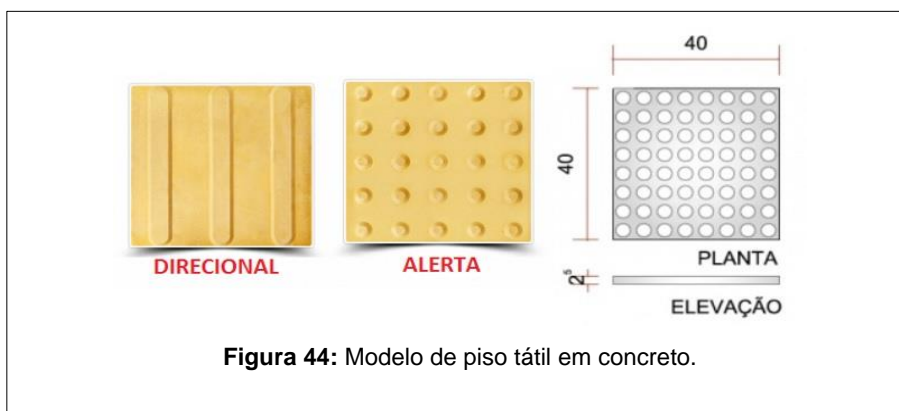 40
40
DIRECIONAL
ALERTA
PLANTA
2⁵
ELEVAÇÃO
Figura 44: Modelo de piso tátil em concreto.